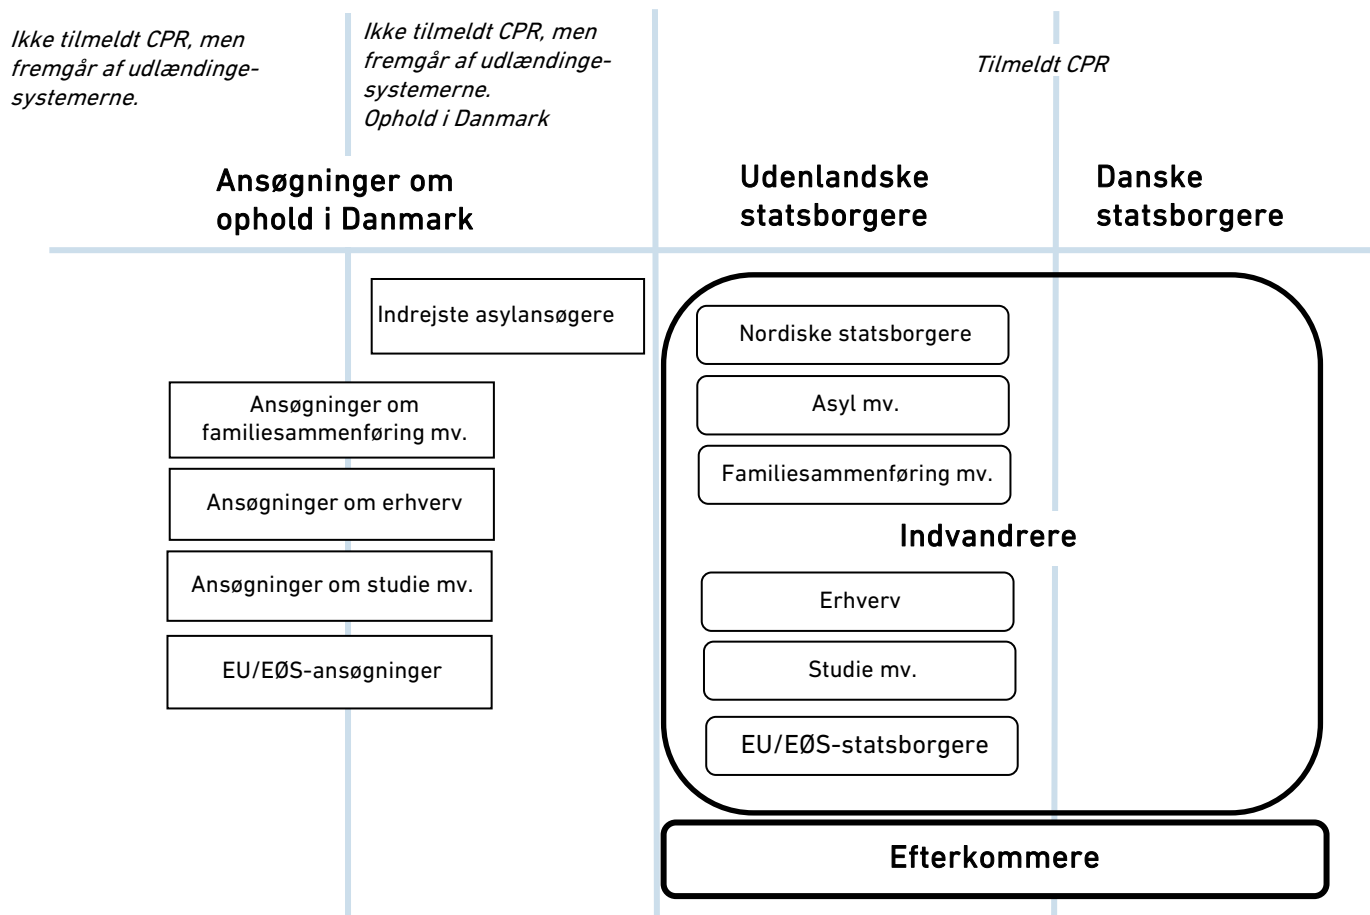 Ikke tilmeldt CPR, men
fremgår af udlændinge-
systemerne.
Ikke tilmeldt CPR, men
fremgår af udlændinge-
systemerne.
Ophold i Danmark
Tilmeldt CPR
Ansøgninger om
ophold i Danmark
Udenlandske
statsborgere
Danske
statsborgere
Indrejste asylansøgere
Ansøgninger om
familiesammenføring mv.
Ansøgninger om erhverv
Ansøgninger om studie mv.
EU/EØS-ansøgninger
Nordiske statsborgere
Asyl mv.
Familiesammenføring mv.
Indvandrere
Erhverv
Studie mv.
EU/EØS-statsborgere
Efterkommere